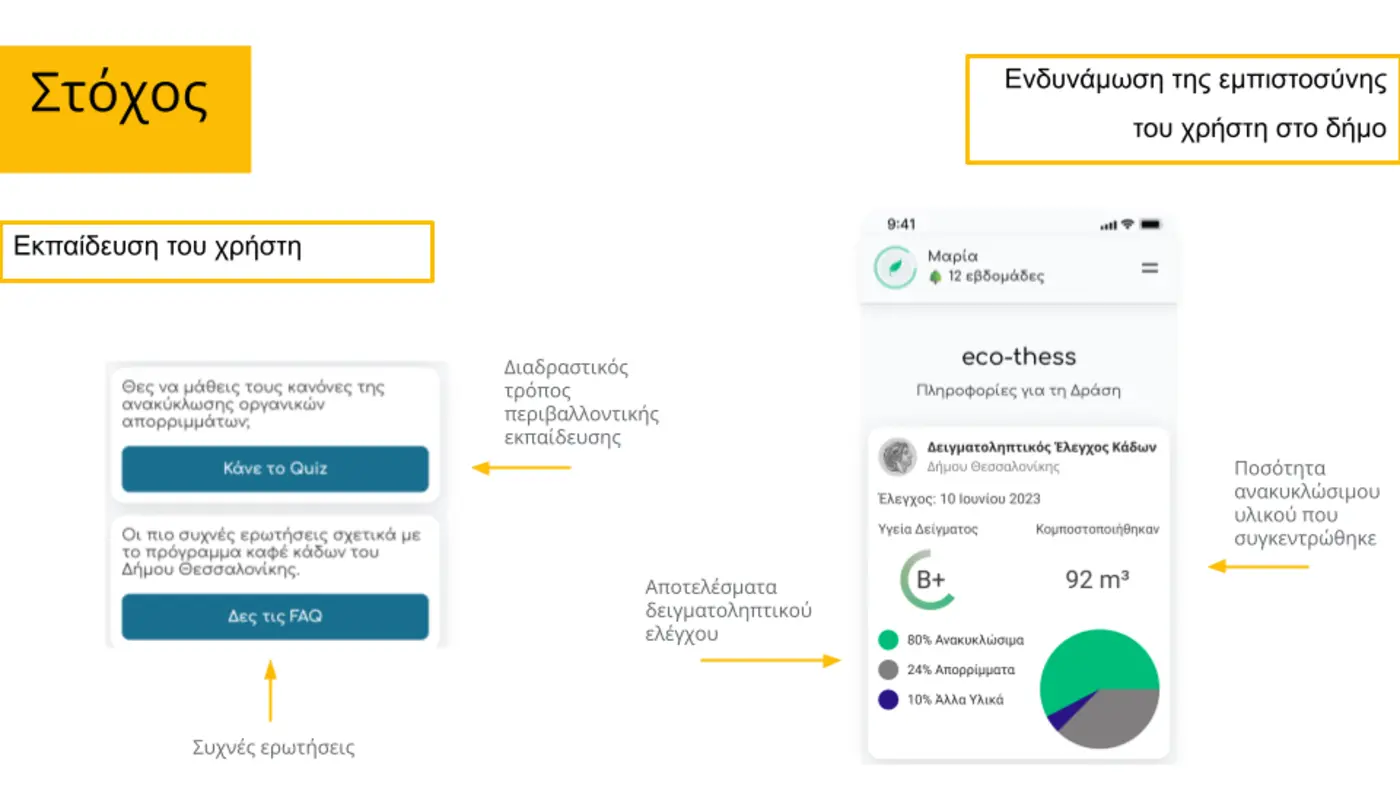 Στόχος
Ενδυνάμωση της εμπιστοσύνης
του χρήστη στο δήμο
Εκπαίδευση του χρήστη
Θες να μάθεις τους κανόνες της
ανακύκλωσης οργανικών
απορριμμάτων;
Κάνε το Quiz
Οι πιο συχνές ερωτήσεις σχετικά με
το πρόγραμμα καφέ κάδων του
Δήμου Θεσσαλονίκης.
Δες τις FAQ
Διαδραστικός
τρόπος
περιβαλλοντικής
εκπαίδευσης
Συχνές ερωτήσεις
Αποτελέσματα
δειγματοληπτικού
ελέγχου
9:41
Μαρία
12 εβδομάδες
eco-thess
Πληροφορίες για τη Δράση
Δειγματοληπτικός Έλεγχος Κάδων
Δήμου Θεσσαλονίκης
Έλεγχος: 10 Ιουνίου 2023
Υγεία Δείγματος
Κομποστοποιήθηκαν
B+
92 m³
80% Ανακυκλώσιμα
24% Απορρίμματα
10% Άλλα Υλικά
Ποσότητα
ανακυκλώσιμου
υλικού που
συγκεντρώθηκε